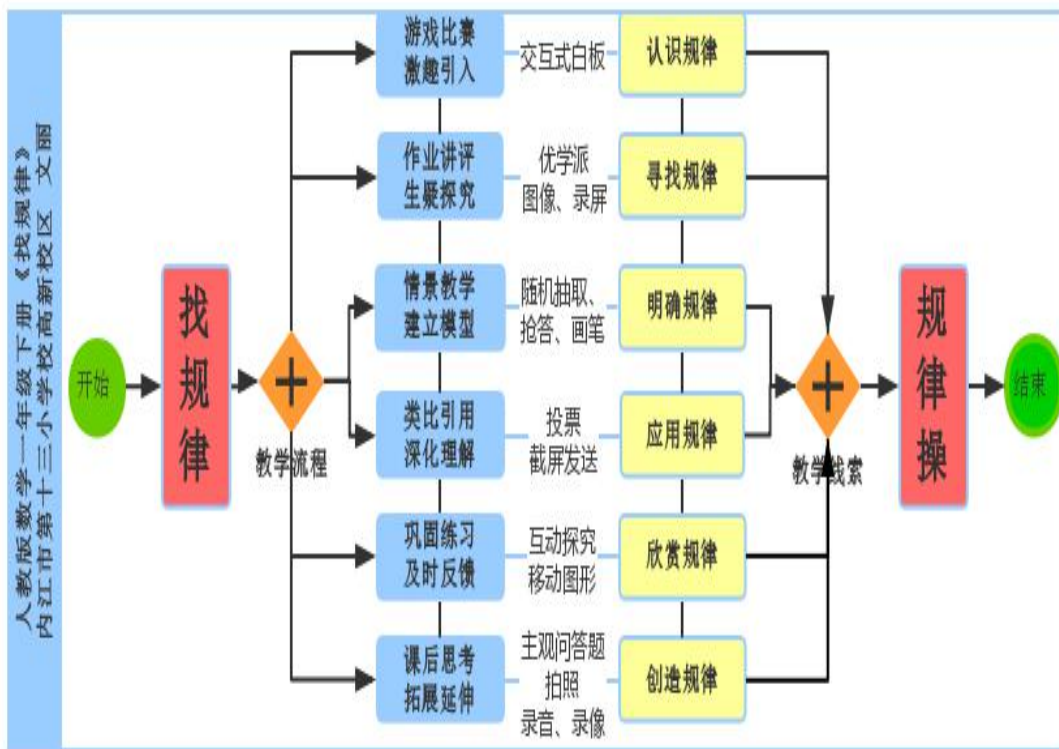 人教版数学一年级下册《找规律》
内江市第十三小学校高新校区 文丽
开始
找规律
教学流程
游戏比赛
激趣引入
交互式白板
认识规律
作业讲评
生疑探究
优学派
图像、录屏
寻找规律
情景教学
建立模型
随机抽取、
抢答、画笔
明确规律
类比引用
深化理解
投票
截屏发送
应用规律
巩固练习
及时反馈
互动探究
移动图形
欣赏规律
课后思考
拓展延伸
主观问答题
拍照
录音、录像
创造规律
教学线索
规律操
结束